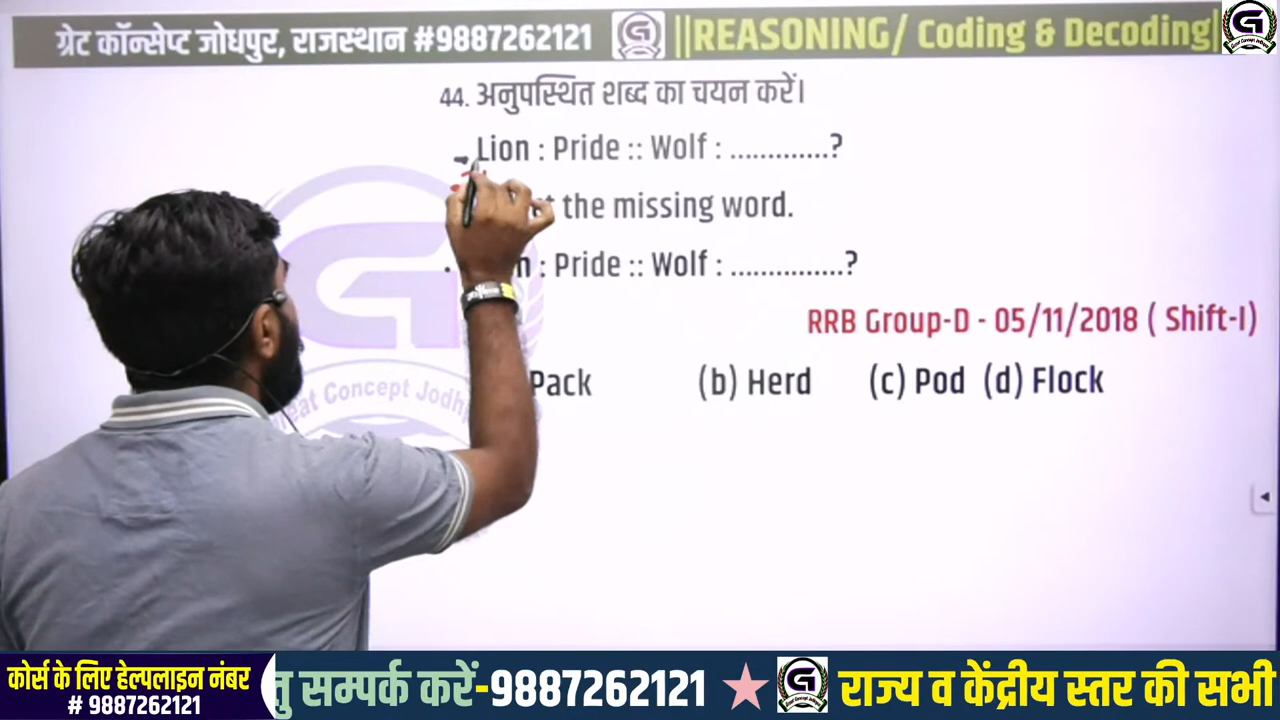 ग्रेट कॉन्सेप्ट जोधपुर, राजस्थान #9887262121 ||REASONING/ Coding & Decoding||
44. अनुपस्थित शब्द का चयन करें।
Lion : Pride :: Wolf : .............?
the missing word.
: Pride :: Wolf : ...............?
RRB Group-D - 05/11/2018 ( Shift-I)
Pack (b) Herd (c) Pod (d) Flock
Concept
कोर्स के लिए हेल्पलाइन नंबर
# 9887262121
सम्पर्क करें-9887262121 राज्य व केंद्रीय स्तर की सभी